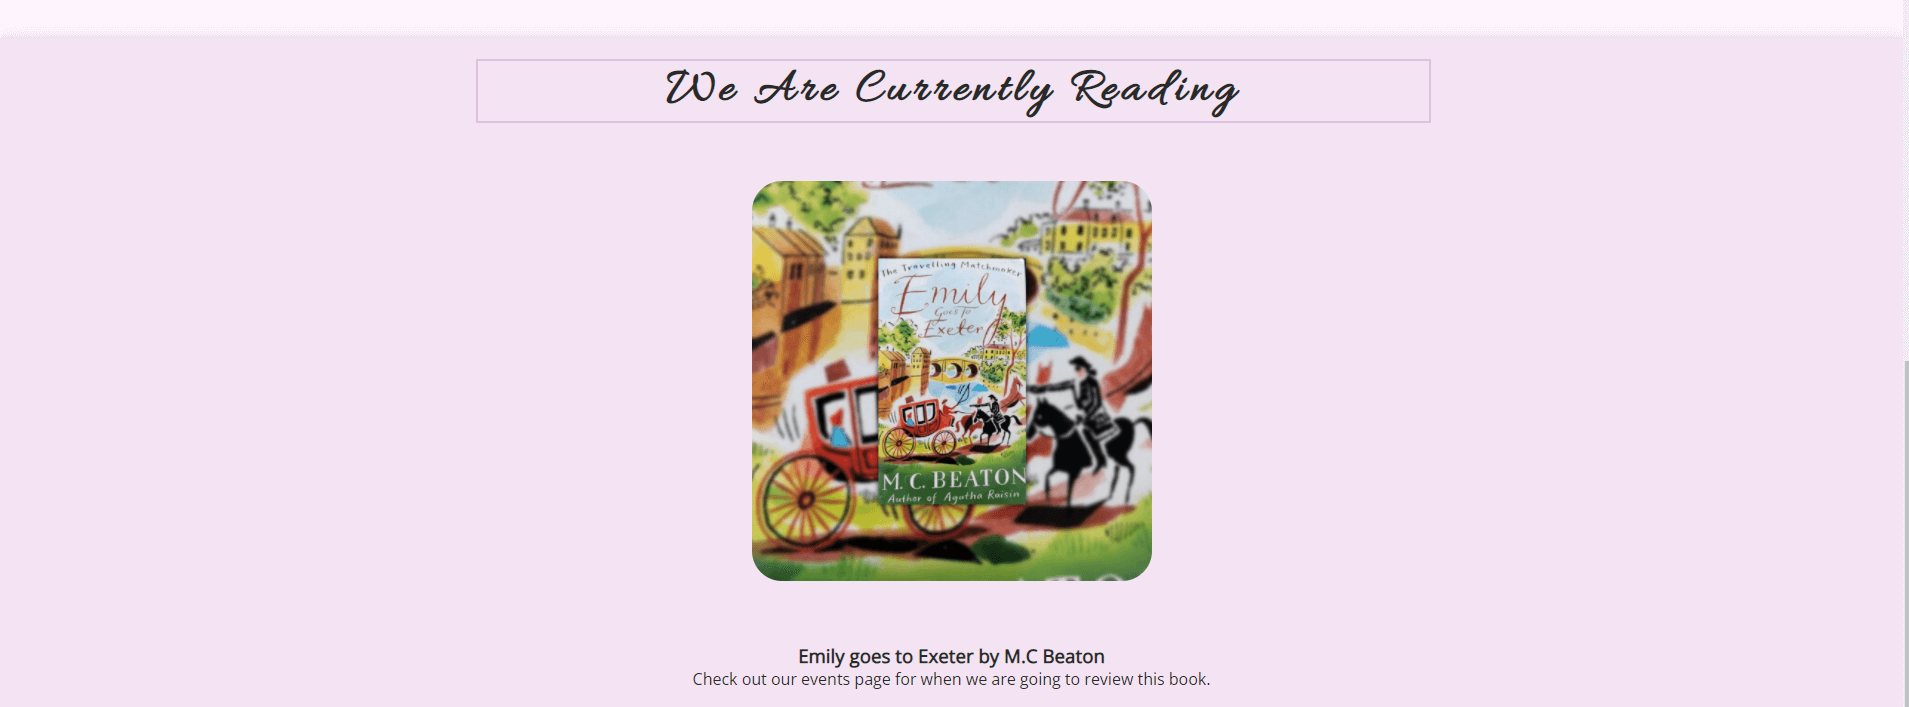 We Are Currently Reading
The Travelling Matchmaker
Emily
Goes To
Exeter
M. C. BEATON
Author of Agatha Raisin
Emily goes to Exeter by M.C Beaton
Check out our events page for when we are going to review this book.